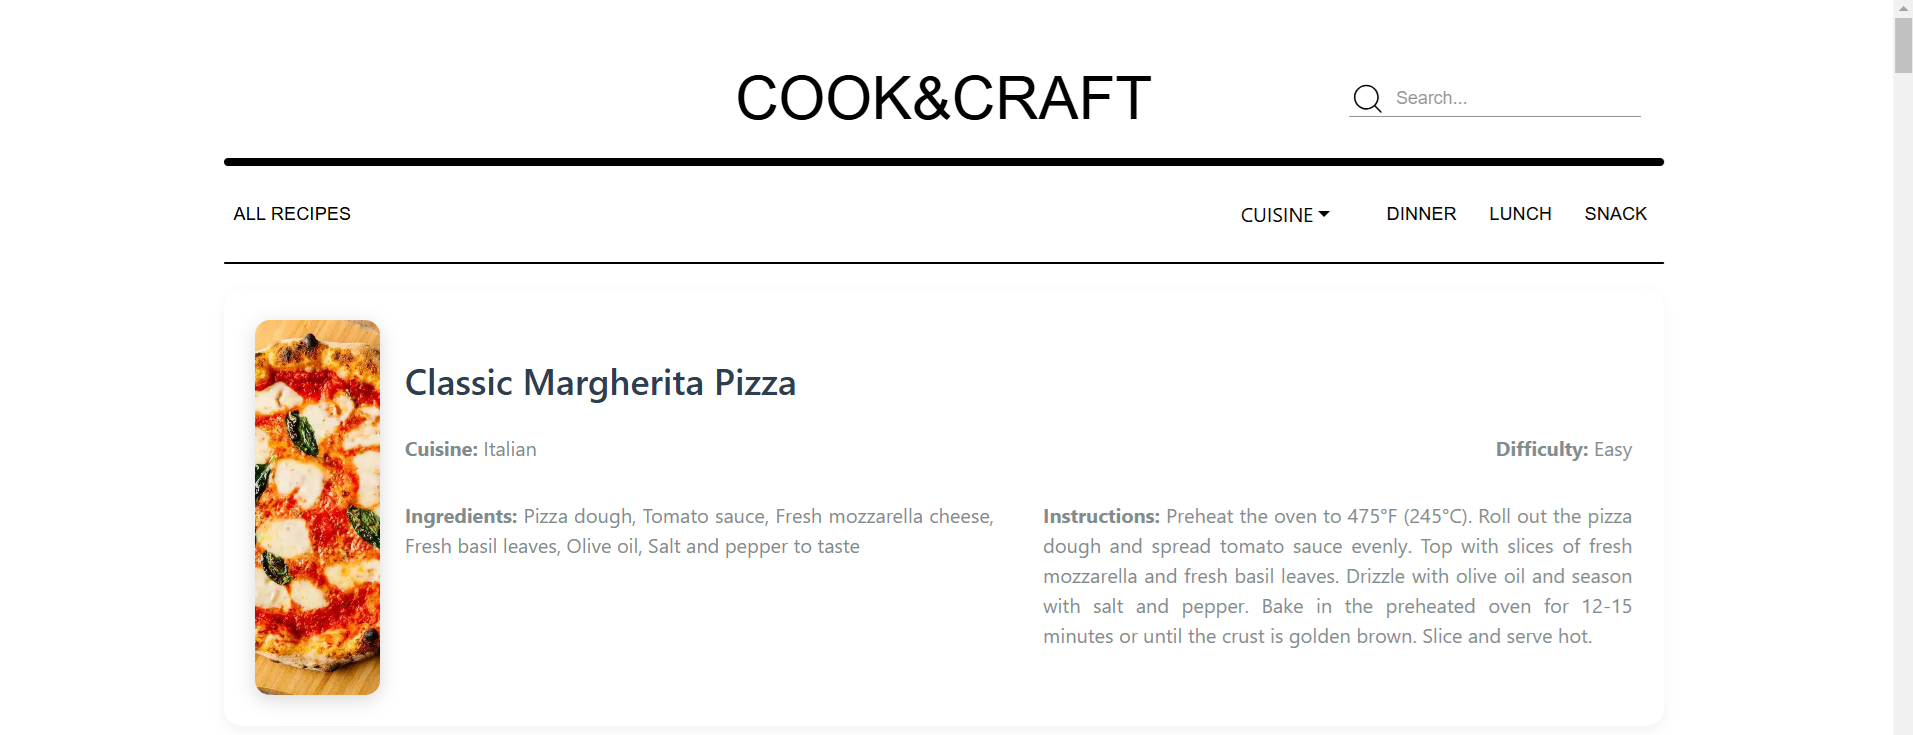 COOK&CRAFT
Search...
ALL RECIPES
CUISINE
DINNER
LUNCH
SNACK
Classic Margherita Pizza
Cuisine: Italian
Difficulty: Easy
Ingredients: Pizza dough, Tomato sauce, Fresh mozzarella cheese,
Fresh basil leaves, Olive oil, Salt and pepper to taste
Instructions: Preheat the oven to 475°F (245°C). Roll out the pizza
dough and spread tomato sauce evenly. Top with slices of fresh
mozzarella and fresh basil leaves. Drizzle with olive oil and season
with salt and pepper. Bake in the preheated oven for 12-15
minutes or until the crust is golden brown. Slice and serve hot.